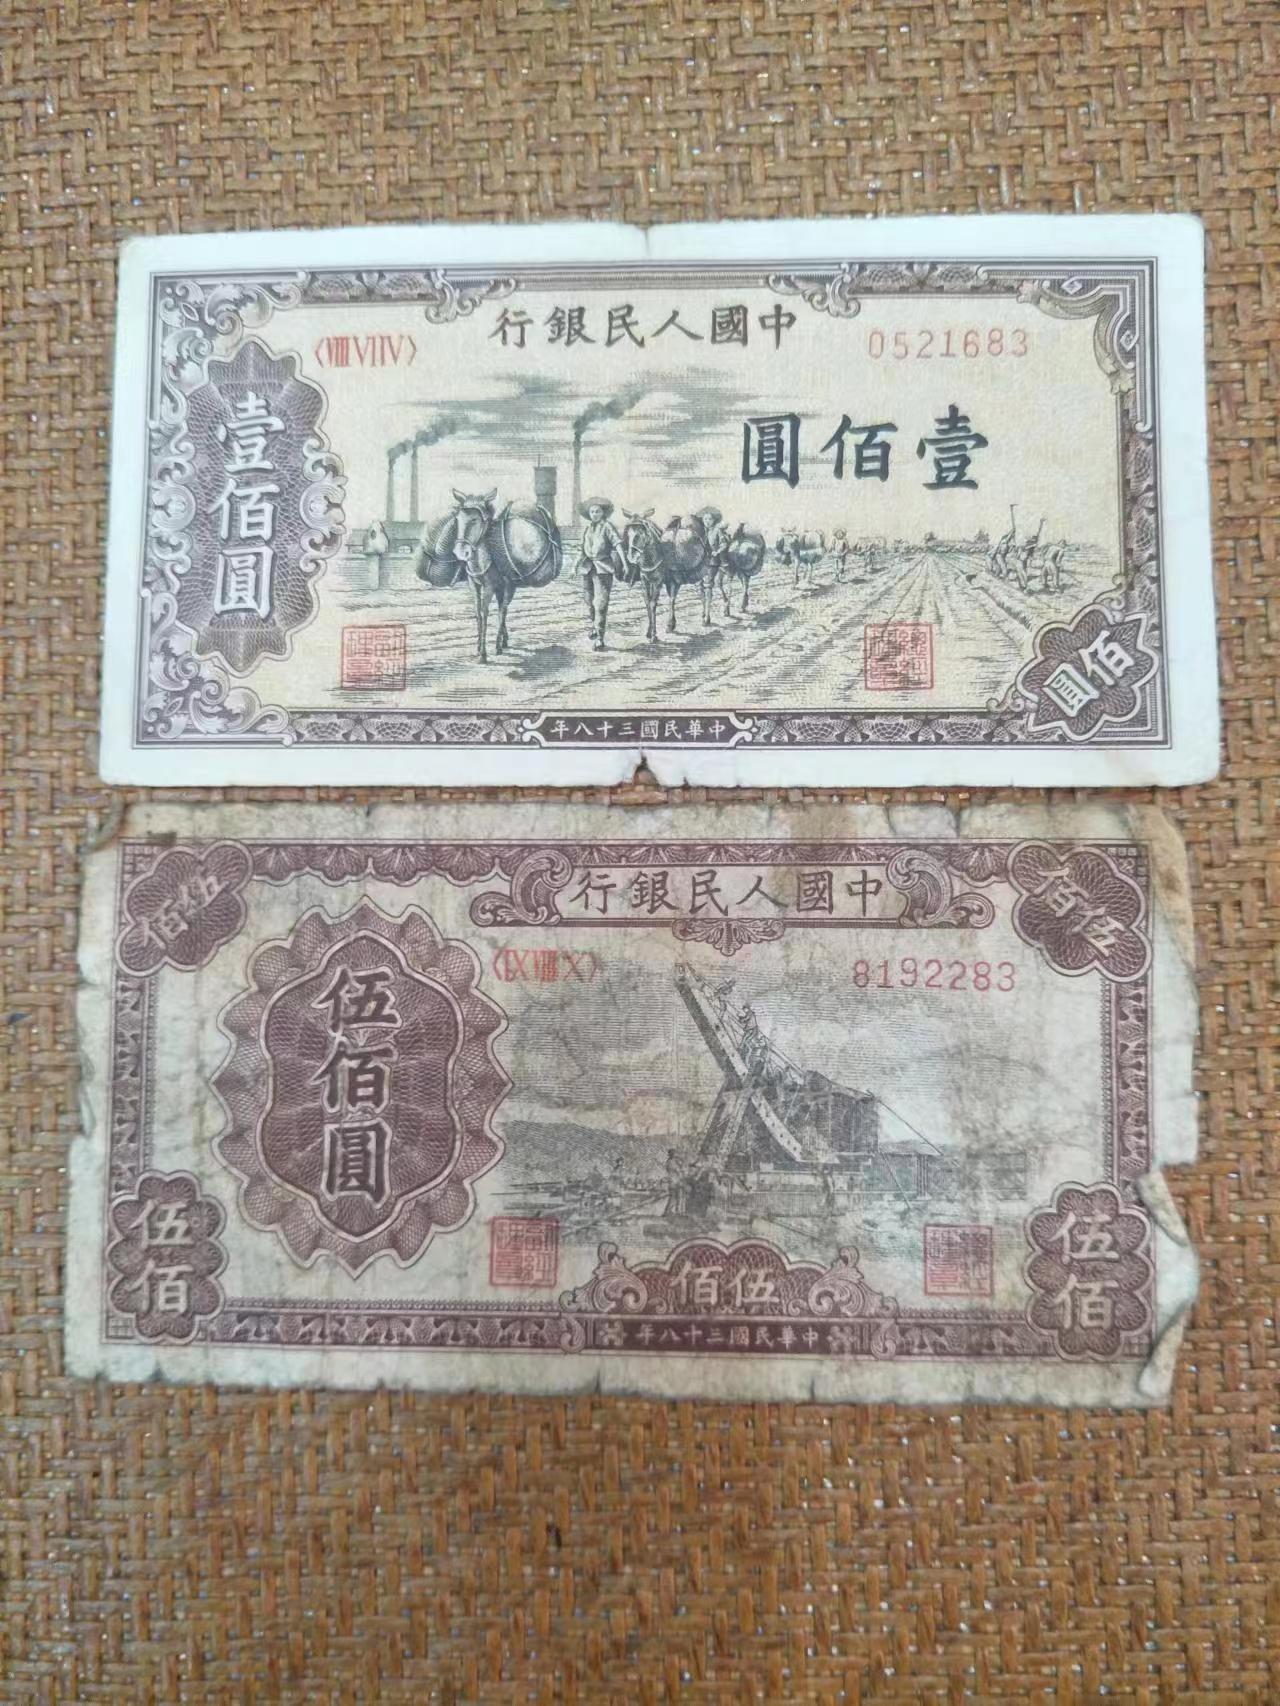 中國人民銀行
〈VIII VII V〉
0521683
壹佰圓
壹佰圓
佰圓
中華民國三十八年
伍佰
中國人民銀行
伍佰
〈IX VIII X〉
8192283
伍佰圓
伍佰
伍佰
伍佰
中華民國三十八年